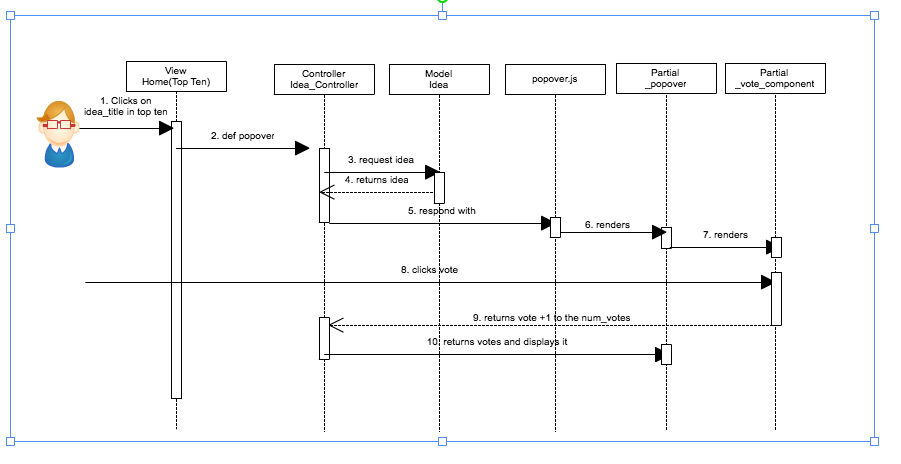 View
Home(Top Ten)
Controller
Idea_Controller
Model
Idea
popover.js
Partial
_popover
Partial
_vote_component
1. Clicks on
idea_title in top ten
2. def popover
3. request idea
4. returns idea
5. respond with
6. renders
7. renders
8. clicks vote
9. returns vote +1 to the num_votes
10. returns votes and displays it